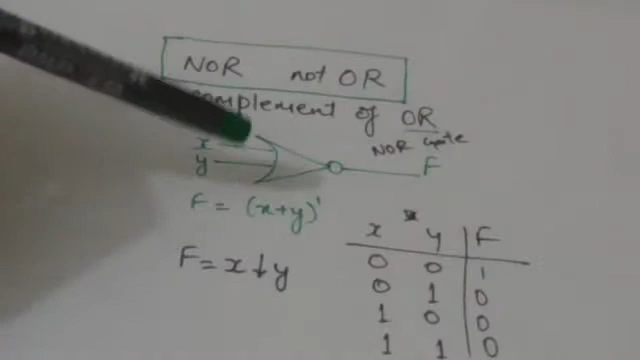 NOR not OR
complement of OR
NOR gate
x
y
F
F = (x+y)'
F = x↓y
x y F
0 0 1
0 1 0
1 0 0
1 1 0